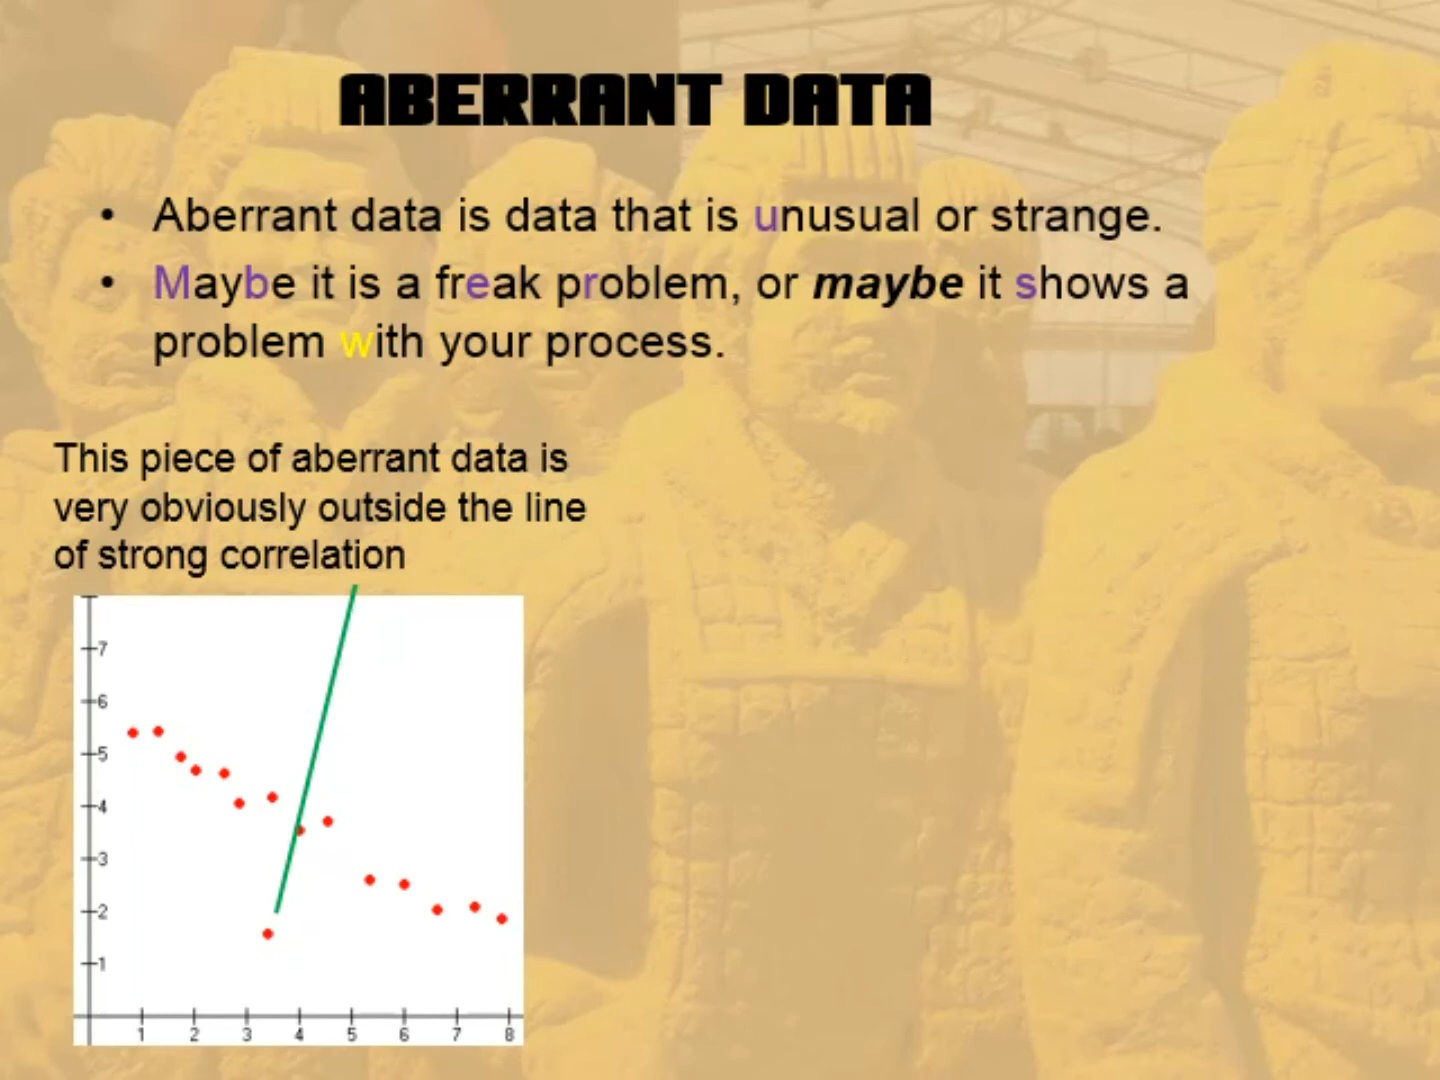 ABERRANT DATA
• Aberrant data is data that is unusual or strange.
• Maybe it is a freak problem, or maybe it shows a
problem with your process.
This piece of aberrant data is
very obviously outside the line
of strong correlation
7
6
5
4
3
2
1
1 2 3 4 5 6 7 8